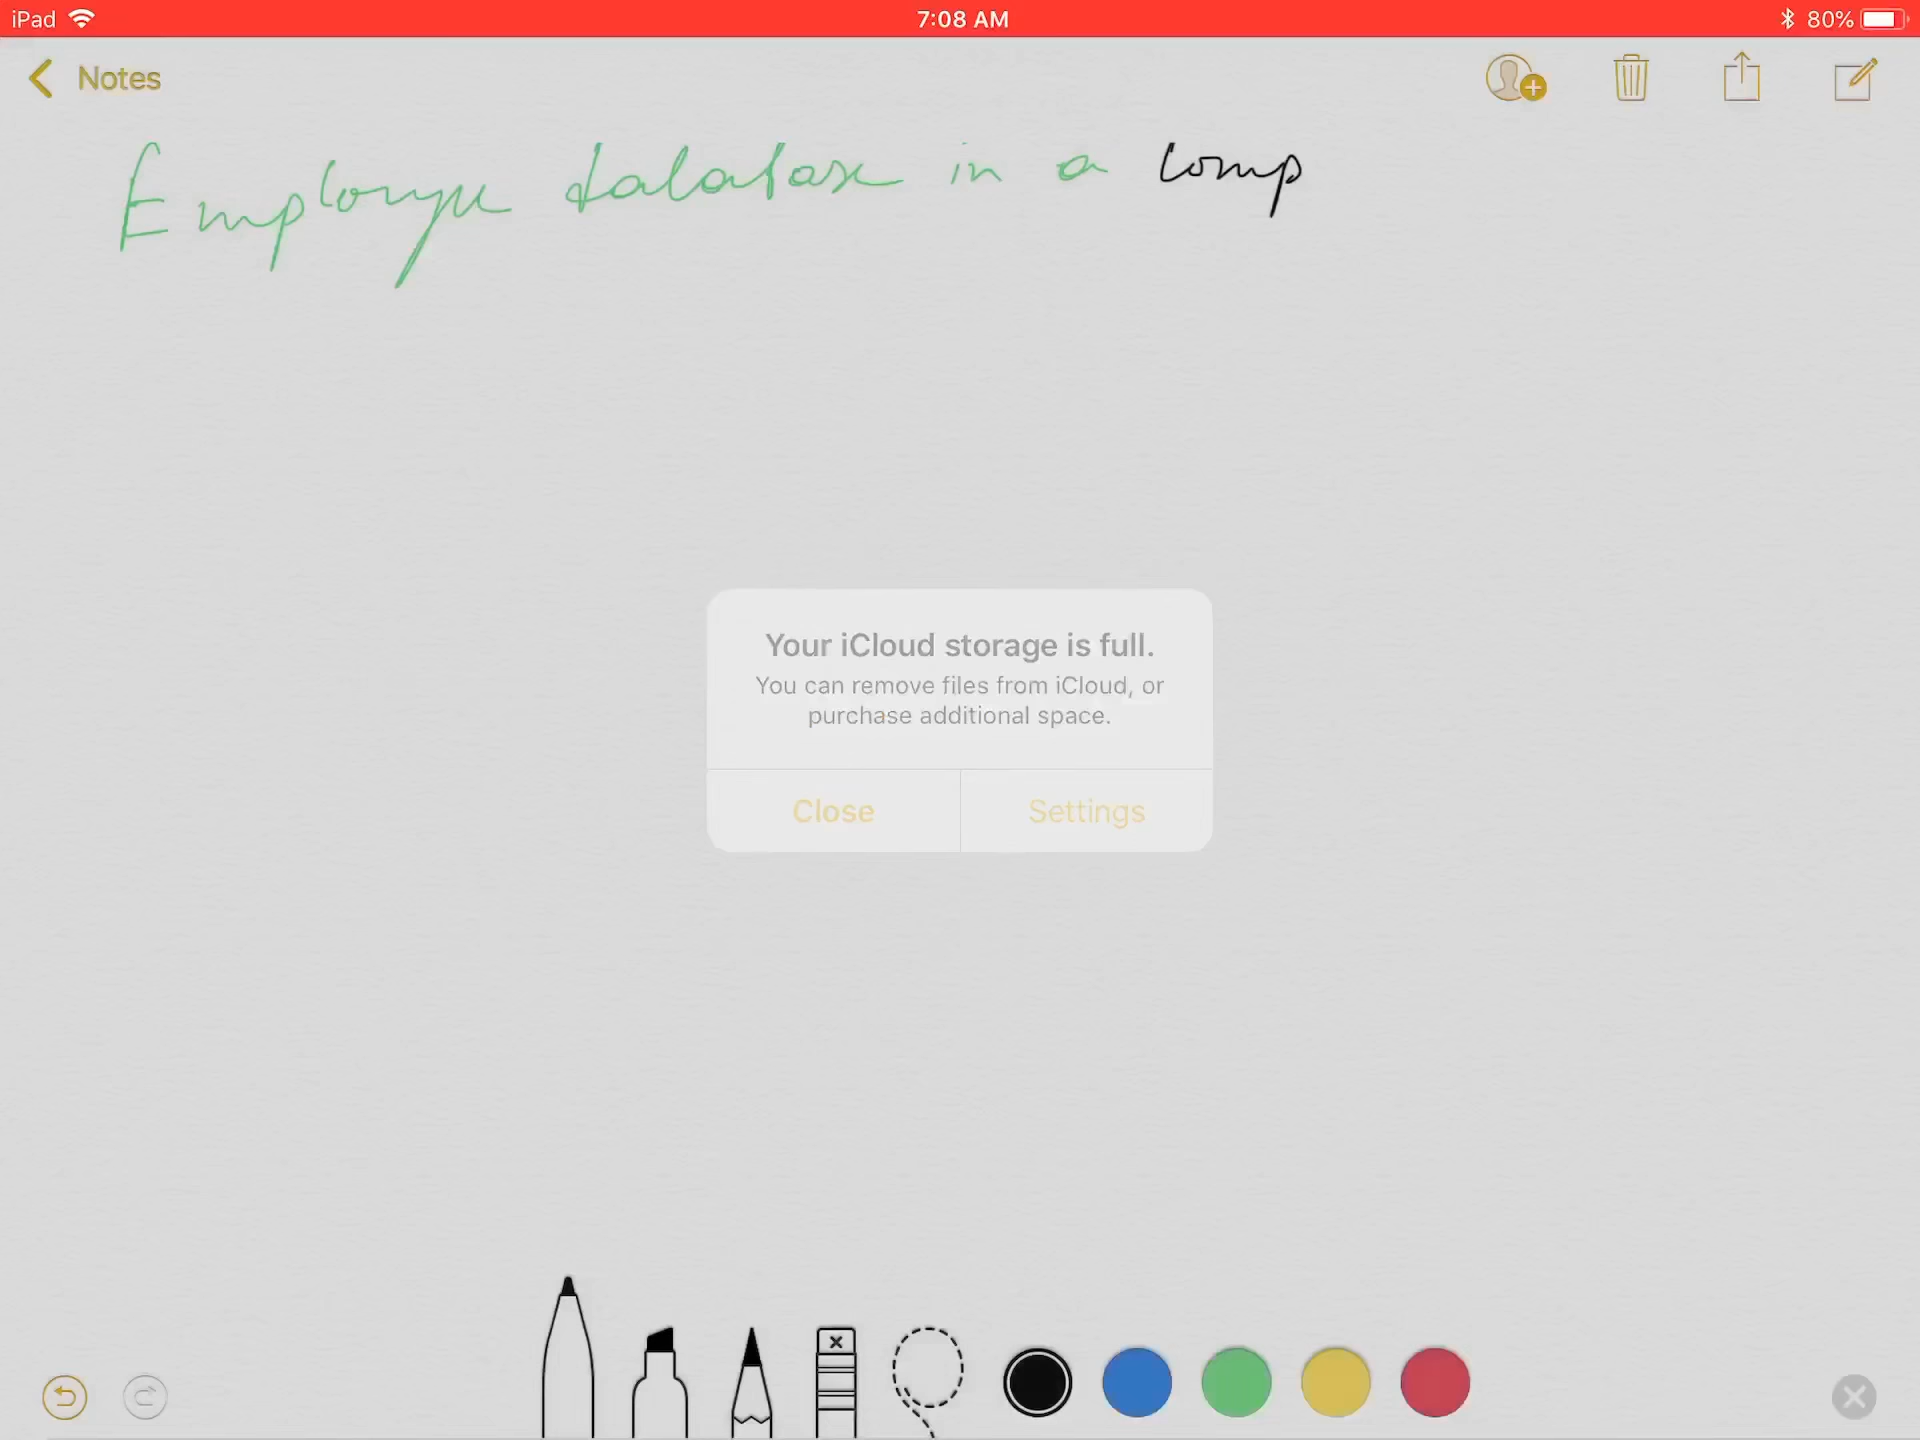 iPad 7:08 AM 80%
Notes
Employee database in a comp
Your iCloud storage is full.
You can remove files from iCloud, or
purchase additional space.
Close Settings